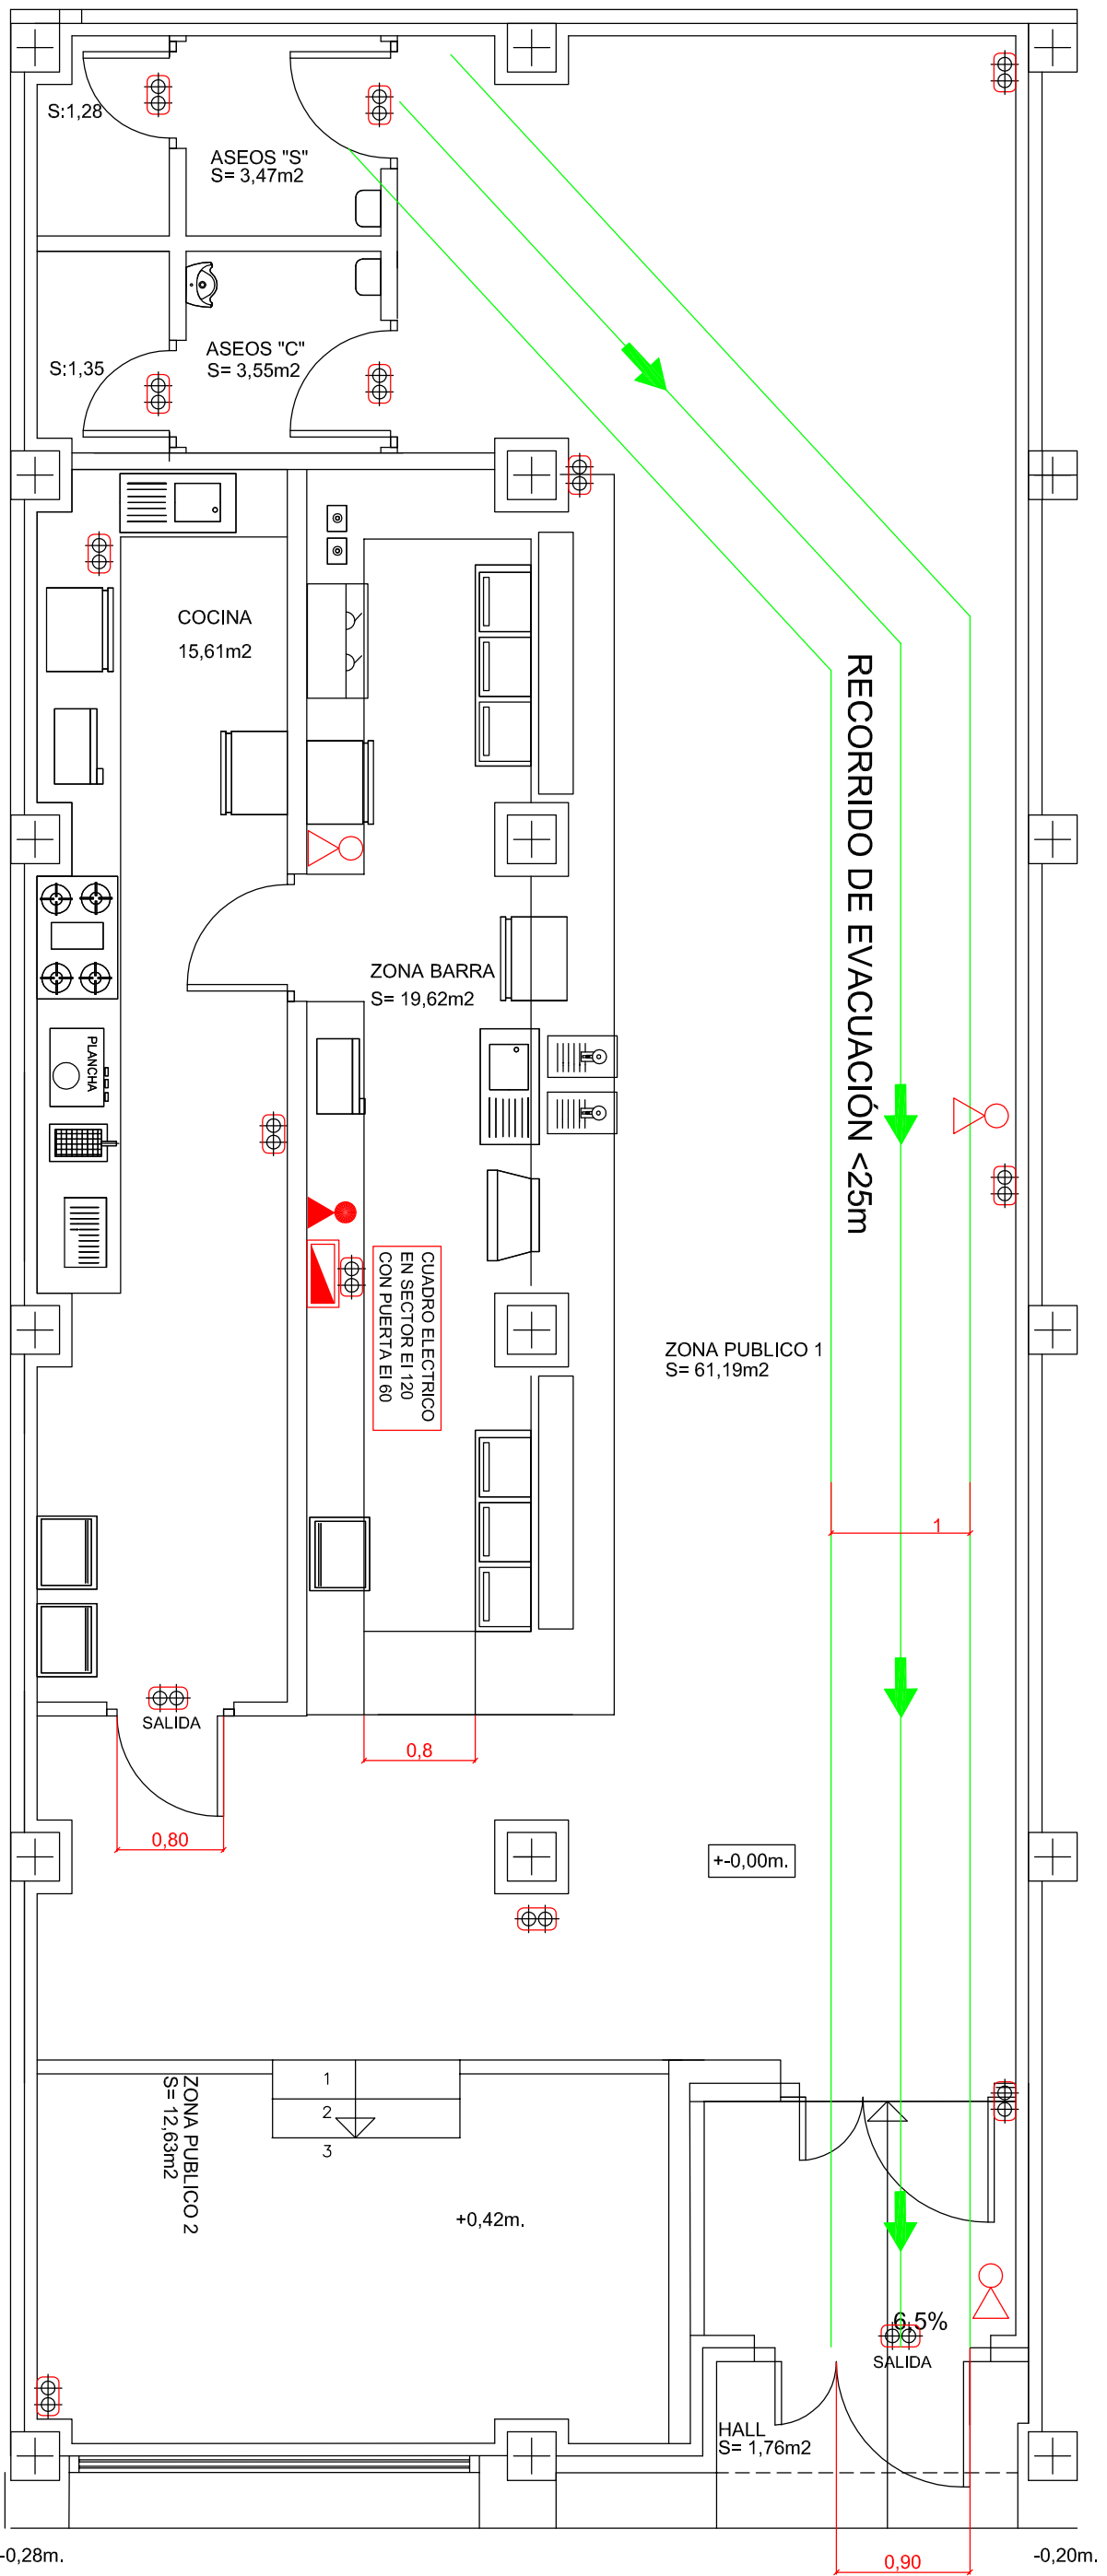 S:1,28
ASEOS "S"
S= 3,47m2
S:1,35
ASEOS "C"
S= 3,55m2
COCINA
15,61m2
RECORRIDO DE EVACUACIÓN <25m
ZONA BARRA
S= 19,62m2
PLANCHA
CUADRO ELECTRICO
EN SECTOR EI 120
CON PUERTA EI 60
ZONA PUBLICO 1
S= 61,19m2
1
SALIDA
0,8
0,80
+-0,00m.
ZONA PUBLICO 2
S= 12,63m2
1
2
3
+0,42m.
6,5%
SALIDA
HALL
S= 1,76m2
-0,28m.
0,90
-0,20m.